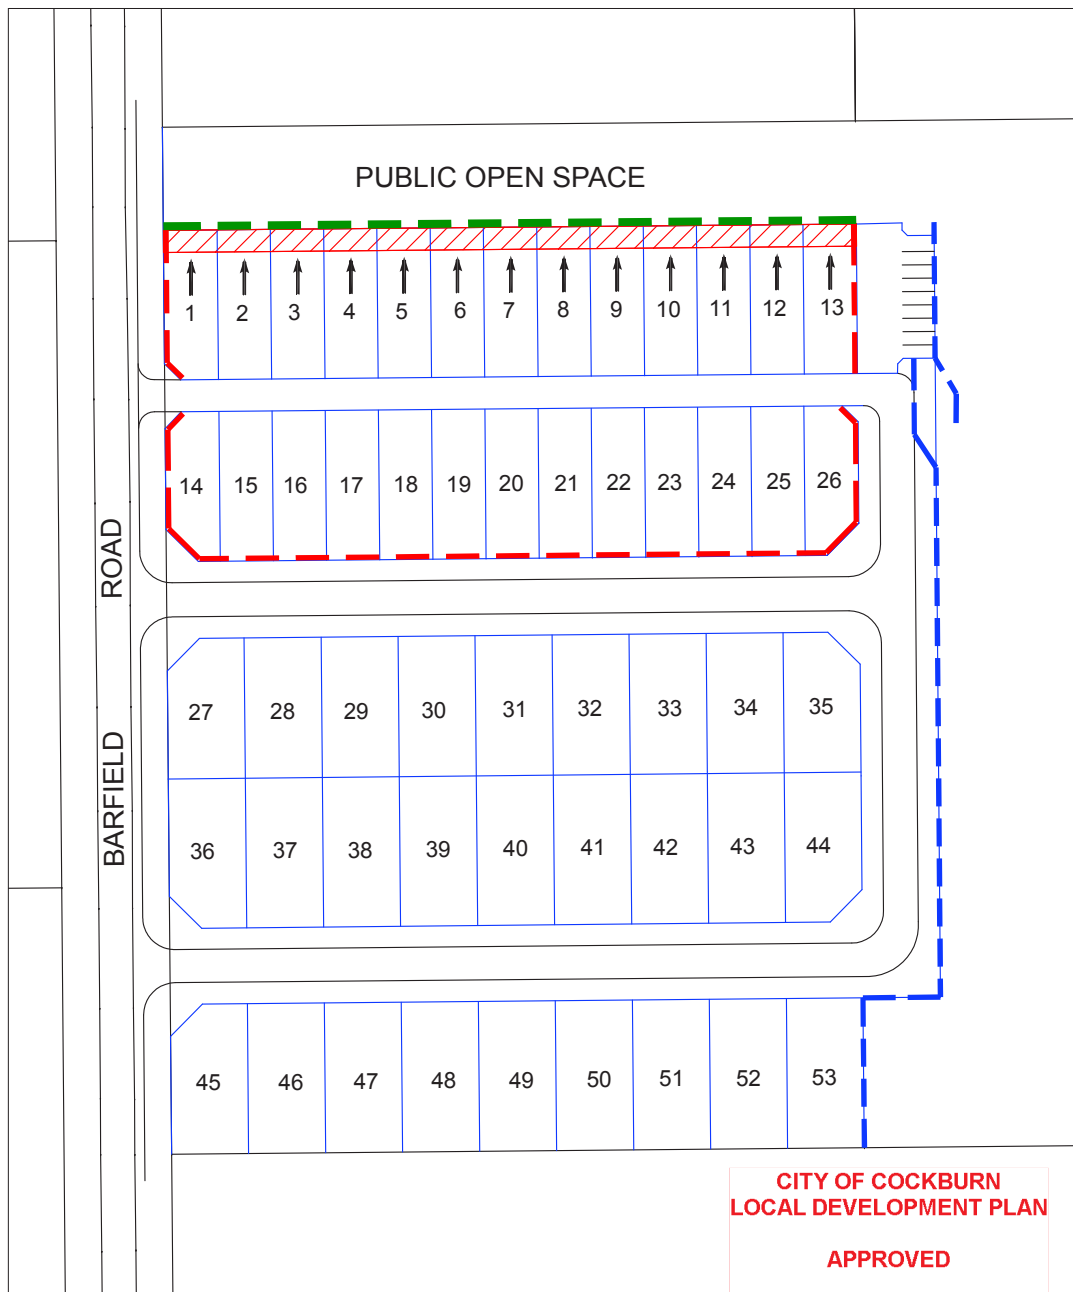 PUBLIC OPEN SPACE
1 2 3 4 5 6 7 8 9 10 11 12 13
14 15 16 17 18 19 20 21 22 23 24 25 26
BARFIELD ROAD
27 28 29 30 31 32 33 34 35
36 37 38 39 40 41 42 43 44
45 46 47 48 49 50 51 52 53
CITY OF COCKBURN
LOCAL DEVELOPMENT PLAN
APPROVED